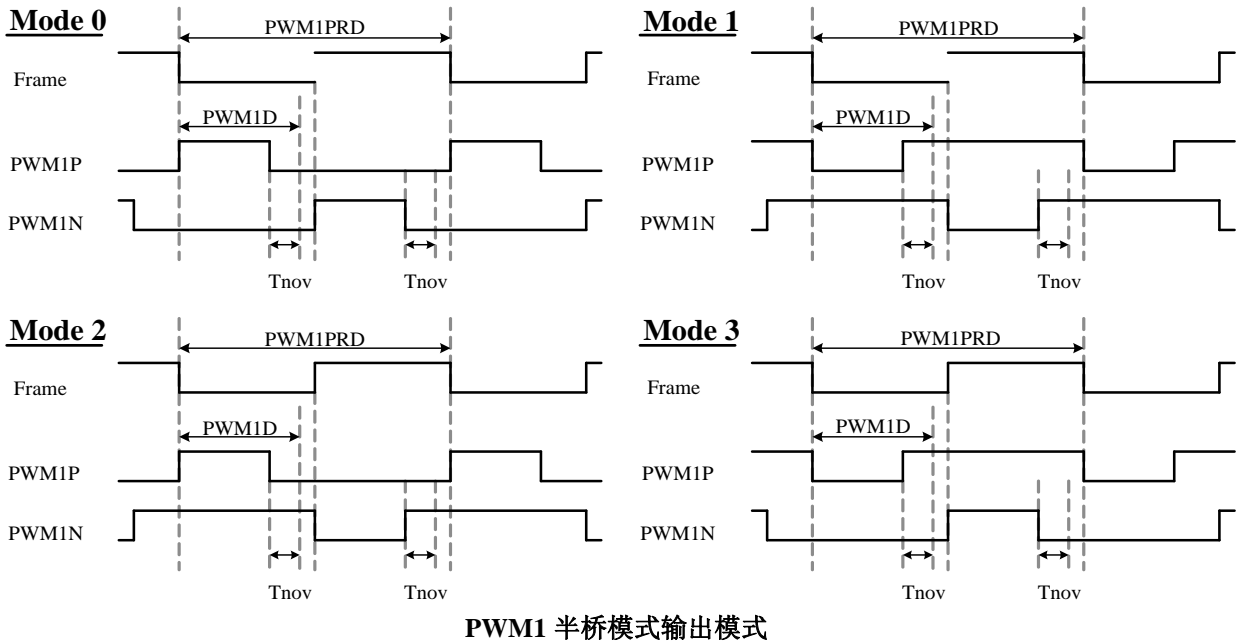 Mode 0
PWM1PRD
Frame
PWM1D
PWM1P
PWM1N
Tnov
Tnov
Mode 1
PWM1PRD
Frame
PWM1D
PWM1P
PWM1N
Tnov
Tnov
Mode 2
PWM1PRD
Frame
PWM1D
PWM1P
PWM1N
Tnov
Tnov
Mode 3
PWM1PRD
Frame
PWM1D
PWM1P
PWM1N
Tnov
Tnov
PWM1 半桥模式输出模式